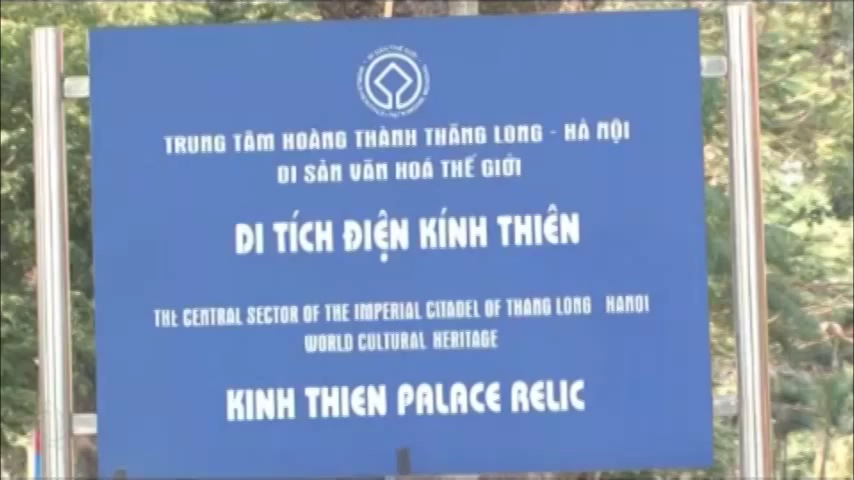 TRUNG TÂM HOÀNG THÀNH THĂNG LONG - HÀ NỘI
DI SẢN VĂN HOÁ THẾ GIỚI
DI TÍCH ĐIỆN KÍNH THIÊN
THE CENTRAL SECTOR OF THE IMPERIAL CITADEL OF THANG LONG HANOI
WORLD CULTURAL HERITAGE
KINH THIEN PALACE RELIC